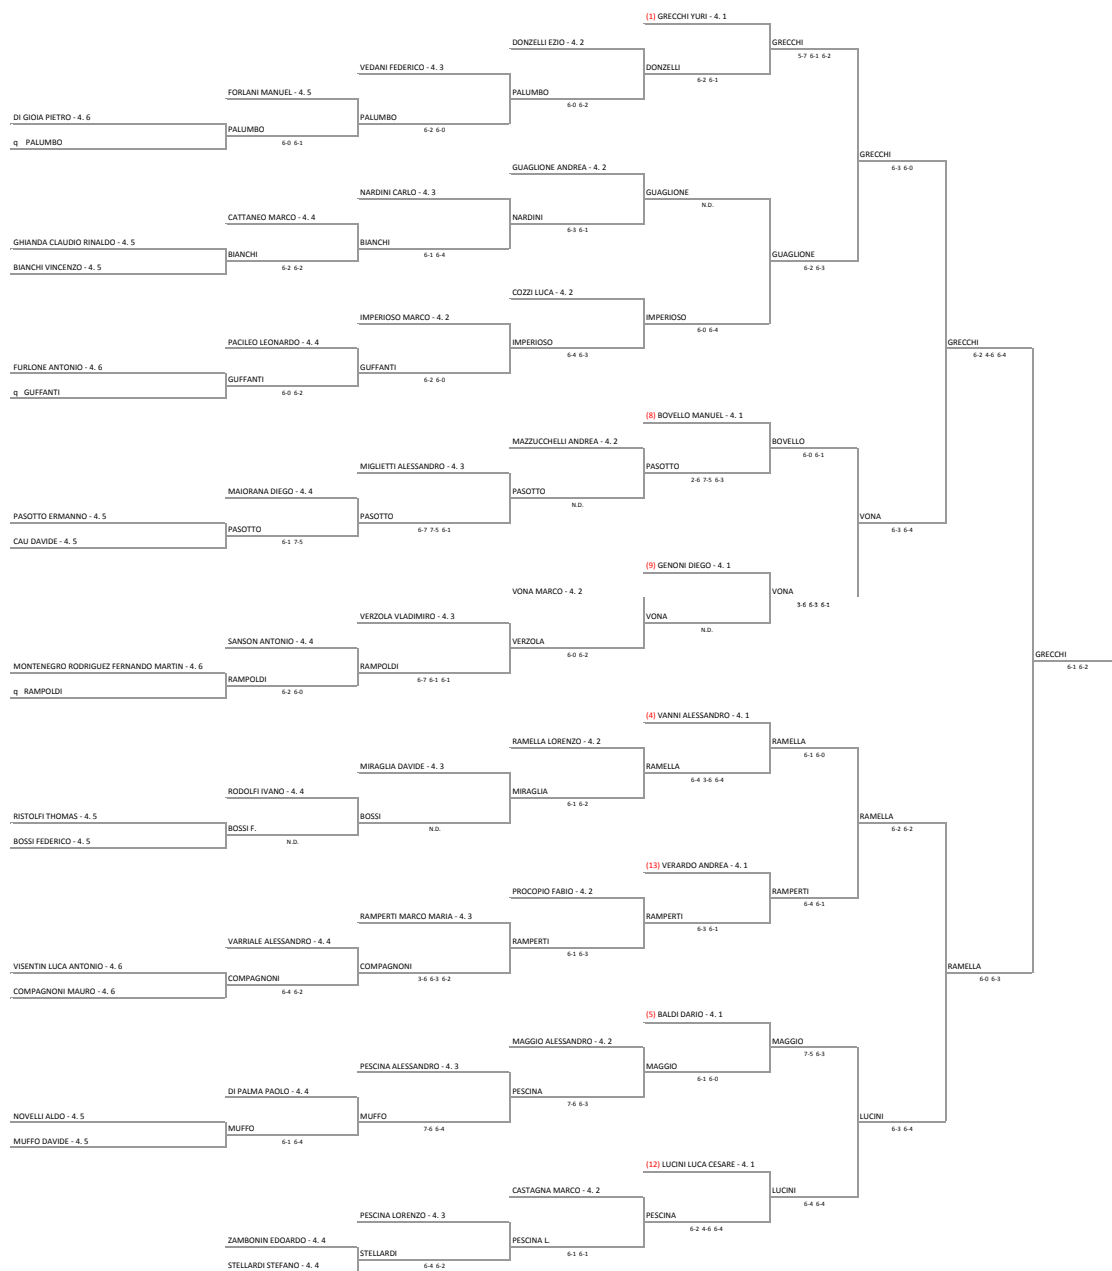 (1) GRECCHI YURI - 4. 1
DONZELLI EZIO - 4. 2
GRECCHI
5-7 6-1 6-2
VEDANI FEDERICO - 4. 3
DONZELLI
6-2 6-1
FORLANI MANUEL - 4. 5
PALUMBO
6-0 6-2
DI GIOIA PIETRO - 4. 6
PALUMBO
6-2 6-0
PALUMBO
6-0 6-1
q PALUMBO
GRECCHI
6-3 6-0
GUAGLIONE ANDREA - 4. 2
NARDINI CARLO - 4. 3
GUAGLIONE
N.D.
CATTANEO MARCO - 4. 4
NARDINI
6-3 6-1
GHIANDA CLAUDIO RINALDO - 4. 5
BIANCHI
6-1 6-4
BIANCHI
6-2 6-2
GUAGLIONE
6-2 6-3
BIANCHI VINCENZO - 4. 5
COZZI LUCA - 4. 2
IMPERIOSO MARCO - 4. 2
IMPERIOSO
6-0 6-4
PACILEO LEONARDO - 4. 4
IMPERIOSO
6-4 6-3
GRECCHI
6-2 4-6 6-4
FURLONE ANTONIO - 4. 6
GUFFANTI
6-2 6-0
GUFFANTI
6-0 6-2
q GUFFANTI
(8) BOVELLO MANUEL - 4. 1
MAZZUCCHELLI ANDREA - 4. 2
BOVELLO
6-0 6-1
MIGLIETTI ALESSANDRO - 4. 3
PASOTTO
2-6 7-5 6-3
MAIORANA DIEGO - 4. 4
PASOTTO
N.D.
PASOTTO ERMANNO - 4. 5
PASOTTO
6-7 7-5 6-1
VONA
6-3 6-4
PASOTTO
6-1 7-5
CAU DAVIDE - 4. 5
(9) GENONI DIEGO - 4. 1
VONA MARCO - 4. 2
VONA
3-6 6-3 6-1
VERZOLA VLADIMIRO - 4. 3
VONA
N.D.
SANSON ANTONIO - 4. 4
VERZOLA
6-0 6-2
GRECCHI
6-1 6-2
MONTENEGRO RODRIGUEZ FERNANDO MARTIN - 4. 6
RAMPOLDI
6-7 6-1 6-1
RAMPOLDI
6-2 6-0
q RAMPOLDI
(4) VANNI ALESSANDRO - 4. 1
RAMELLA LORENZO - 4. 2
RAMELLA
6-1 6-0
MIRAGLIA DAVIDE - 4. 3
RAMELLA
6-4 3-6 6-4
RODOLFI IVANO - 4. 4
MIRAGLIA
6-1 6-2
RISTOLFI THOMAS - 4. 5
BOSSI
N.D.
RAMELLA
6-2 6-2
BOSSI F.
N.D.
BOSSI FEDERICO - 4. 5
(13) VERARDO ANDREA - 4. 1
PROCOPIO FABIO - 4. 2
RAMPERTI
6-4 6-1
RAMPERTI MARCO MARIA - 4. 3
RAMPERTI
6-3 6-1
VARRIALE ALESSANDRO - 4. 4
RAMPERTI
6-1 6-3
VISENTIN LUCA ANTONIO - 4. 6
COMPAGNONI
3-6 6-3 6-2
RAMELLA
6-0 6-3
COMPAGNONI
6-4 6-2
COMPAGNONI MAURO - 4. 6
(5) BALDI DARIO - 4. 1
MAGGIO ALESSANDRO - 4. 2
MAGGIO
7-5 6-3
PESCINA ALESSANDRO - 4. 3
MAGGIO
6-1 6-0
DI PALMA PAOLO - 4. 4
PESCINA
7-6 6-3
NOVELLI ALDO - 4. 5
MUFFO
7-6 6-4
LUCINI
6-3 6-4
MUFFO
6-1 6-4
MUFFO DAVIDE - 4. 5
(12) LUCINI LUCA CESARE - 4. 1
CASTAGNA MARCO - 4. 2
LUCINI
6-4 6-4
PESCINA LORENZO - 4. 3
PESCINA
6-2 4-6 6-4
ZAMBONIN EDOARDO - 4. 4
PESCINA L.
6-1 6-1
STELLARDI
6-4 6-2
STELLARDI STEFANO - 4. 4